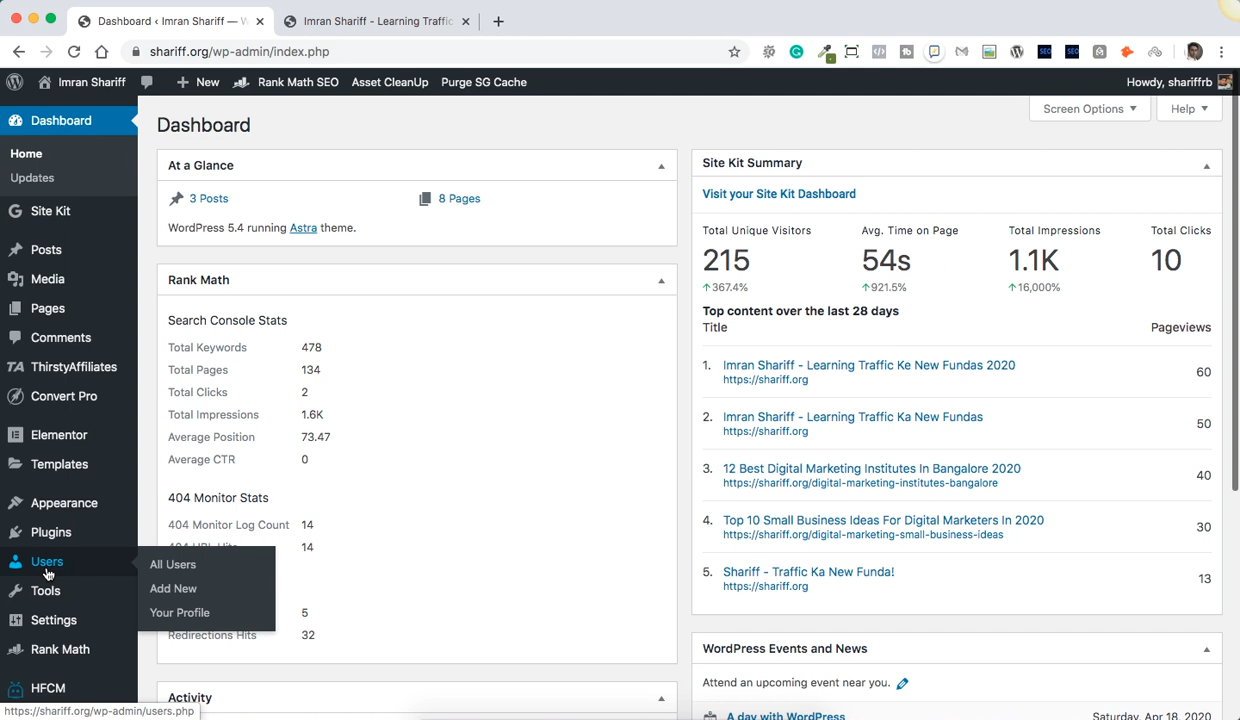 Dashboard ‹ Imran Shariff — W
Imran Shariff - Learning Traffic
shariff.org/wp-admin/index.php
Imran Shariff
New
Rank Math SEO
Asset CleanUp
Purge SG Cache
Howdy, shariffrb
Dashboard
Home
Updates
Site Kit
Posts
Media
Pages
Comments
ThirstyAffiliates
Convert Pro
Elementor
Templates
Appearance
Plugins
Users
Tools
Settings
Rank Math
HFCM
https://shariff.org/wp-admin/users.php
All Users
Add New
Your Profile
Dashboard
Screen Options
Help
At a Glance
3 Posts
8 Pages
WordPress 5.4 running Astra theme.
Rank Math
Search Console Stats
Total Keywords 478
Total Pages 134
Total Clicks 2
Total Impressions 1.6K
Average Position 73.47
Average CTR 0
404 Monitor Stats
404 Monitor Log Count 14
14
5
Redirections Hits 32
Activity
Site Kit Summary
Visit your Site Kit Dashboard
Total Unique Visitors
215
367.4%
Avg. Time on Page
54s
921.5%
Total Impressions
1.1K
16,000%
Total Clicks
10
Top content over the last 28 days
Title Pageviews
1. Imran Shariff - Learning Traffic Ke New Fundas 2020
https://shariff.org
60
2. Imran Shariff - Learning Traffic Ka New Fundas
https://shariff.org
50
3. 12 Best Digital Marketing Institutes In Bangalore 2020
https://shariff.org/digital-marketing-institutes-bangalore
40
4. Top 10 Small Business Ideas For Digital Marketers In 2020
https://shariff.org/digital-marketing-small-business-ideas
30
5. Shariff - Traffic Ka New Funda!
https://shariff.org
13
WordPress Events and News
Attend an upcoming event near you.
A day with WordPress
Saturday, Apr 18, 2020